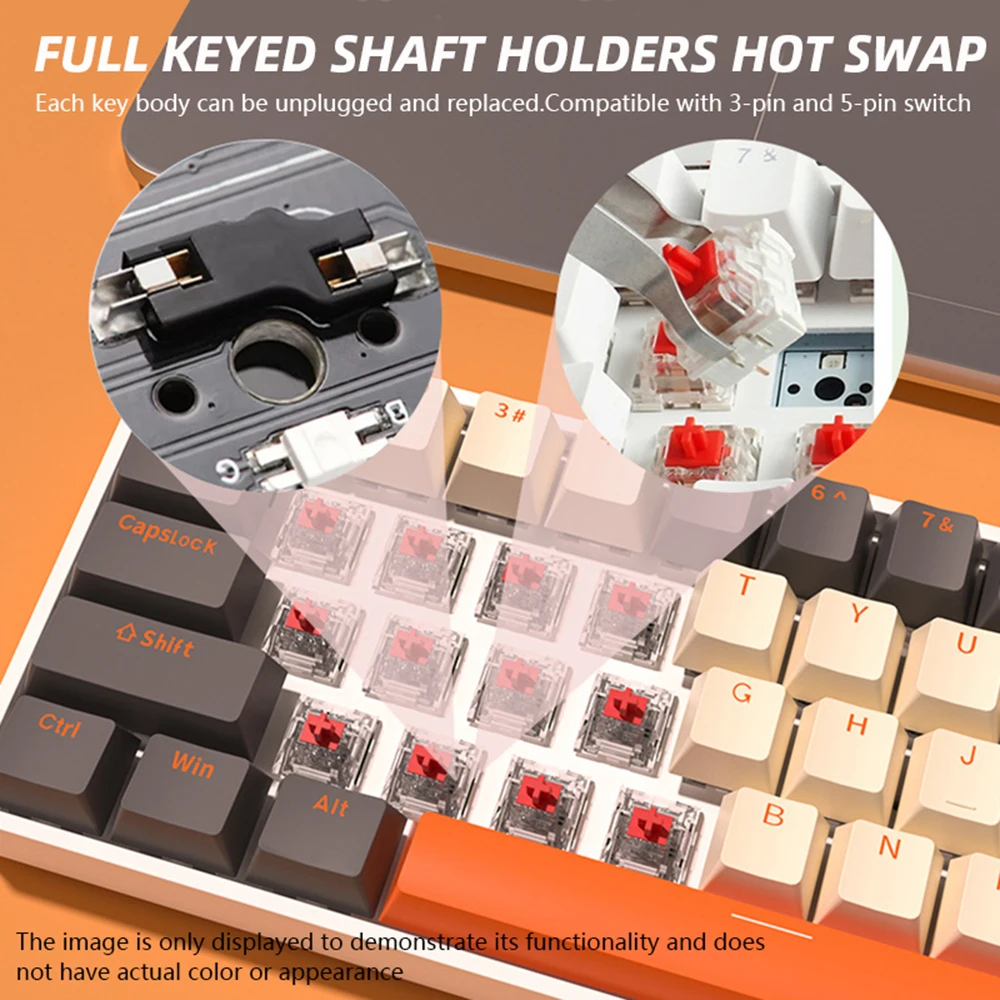 FULL KEYED SHAFT HOLDERS HOT SWAP
Each key body can be unplugged and replaced.Compatible with 3-pin and 5-pin switch
7 &
3 #
6 ^
7 &
Capslock
T
Y
U
⇧ Shift
G
H
J
Ctrl
Win
Alt
B
N
The image is only displayed to demonstrate its functionality and does
not have actual color or appearance